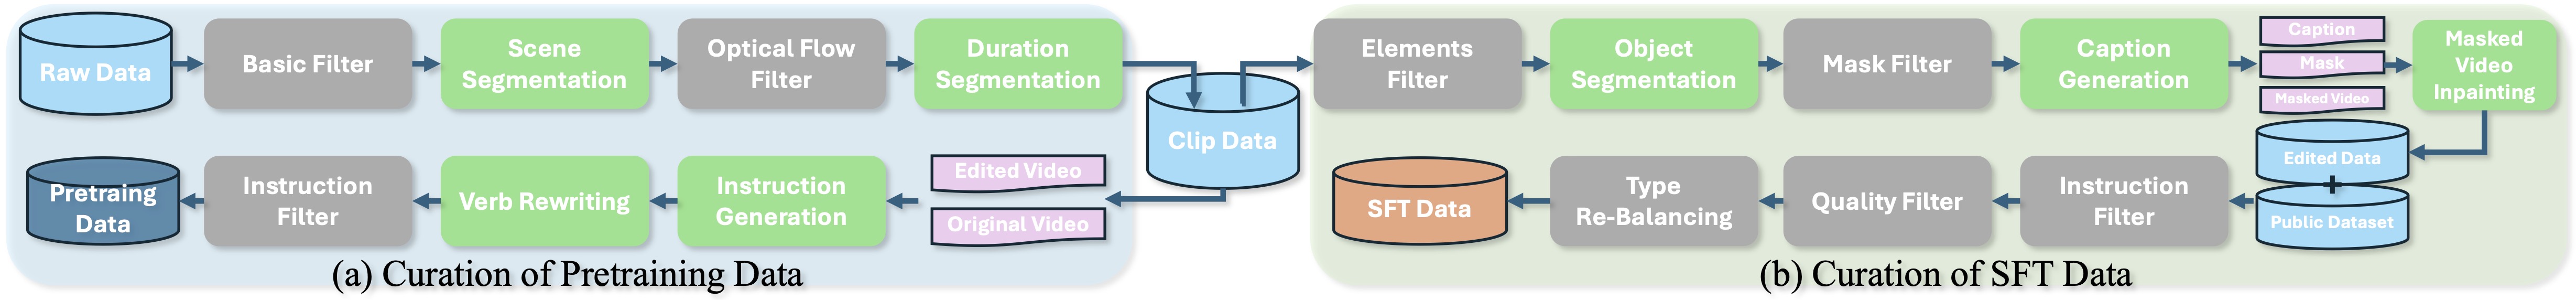 Raw Data
Basic Filter
Scene
Segmentation
Optical Flow
Filter
Duration
Segmentation
Clip Data
Edited Video
Original Video
Instruction
Generation
Verb Rewriting
Instruction
Filter
Pretraing
Data
(a) Curation of Pretraining Data
Elements
Filter
Object
Segmentation
Mask Filter
Caption
Generation
Caption
Mask
Masked Video
Masked
Video
Inpainting
Edited Data
+
Public Dataset
Instruction
Filter
Quality Filter
Type
Re-Balancing
SFT Data
(b) Curation of SFT Data